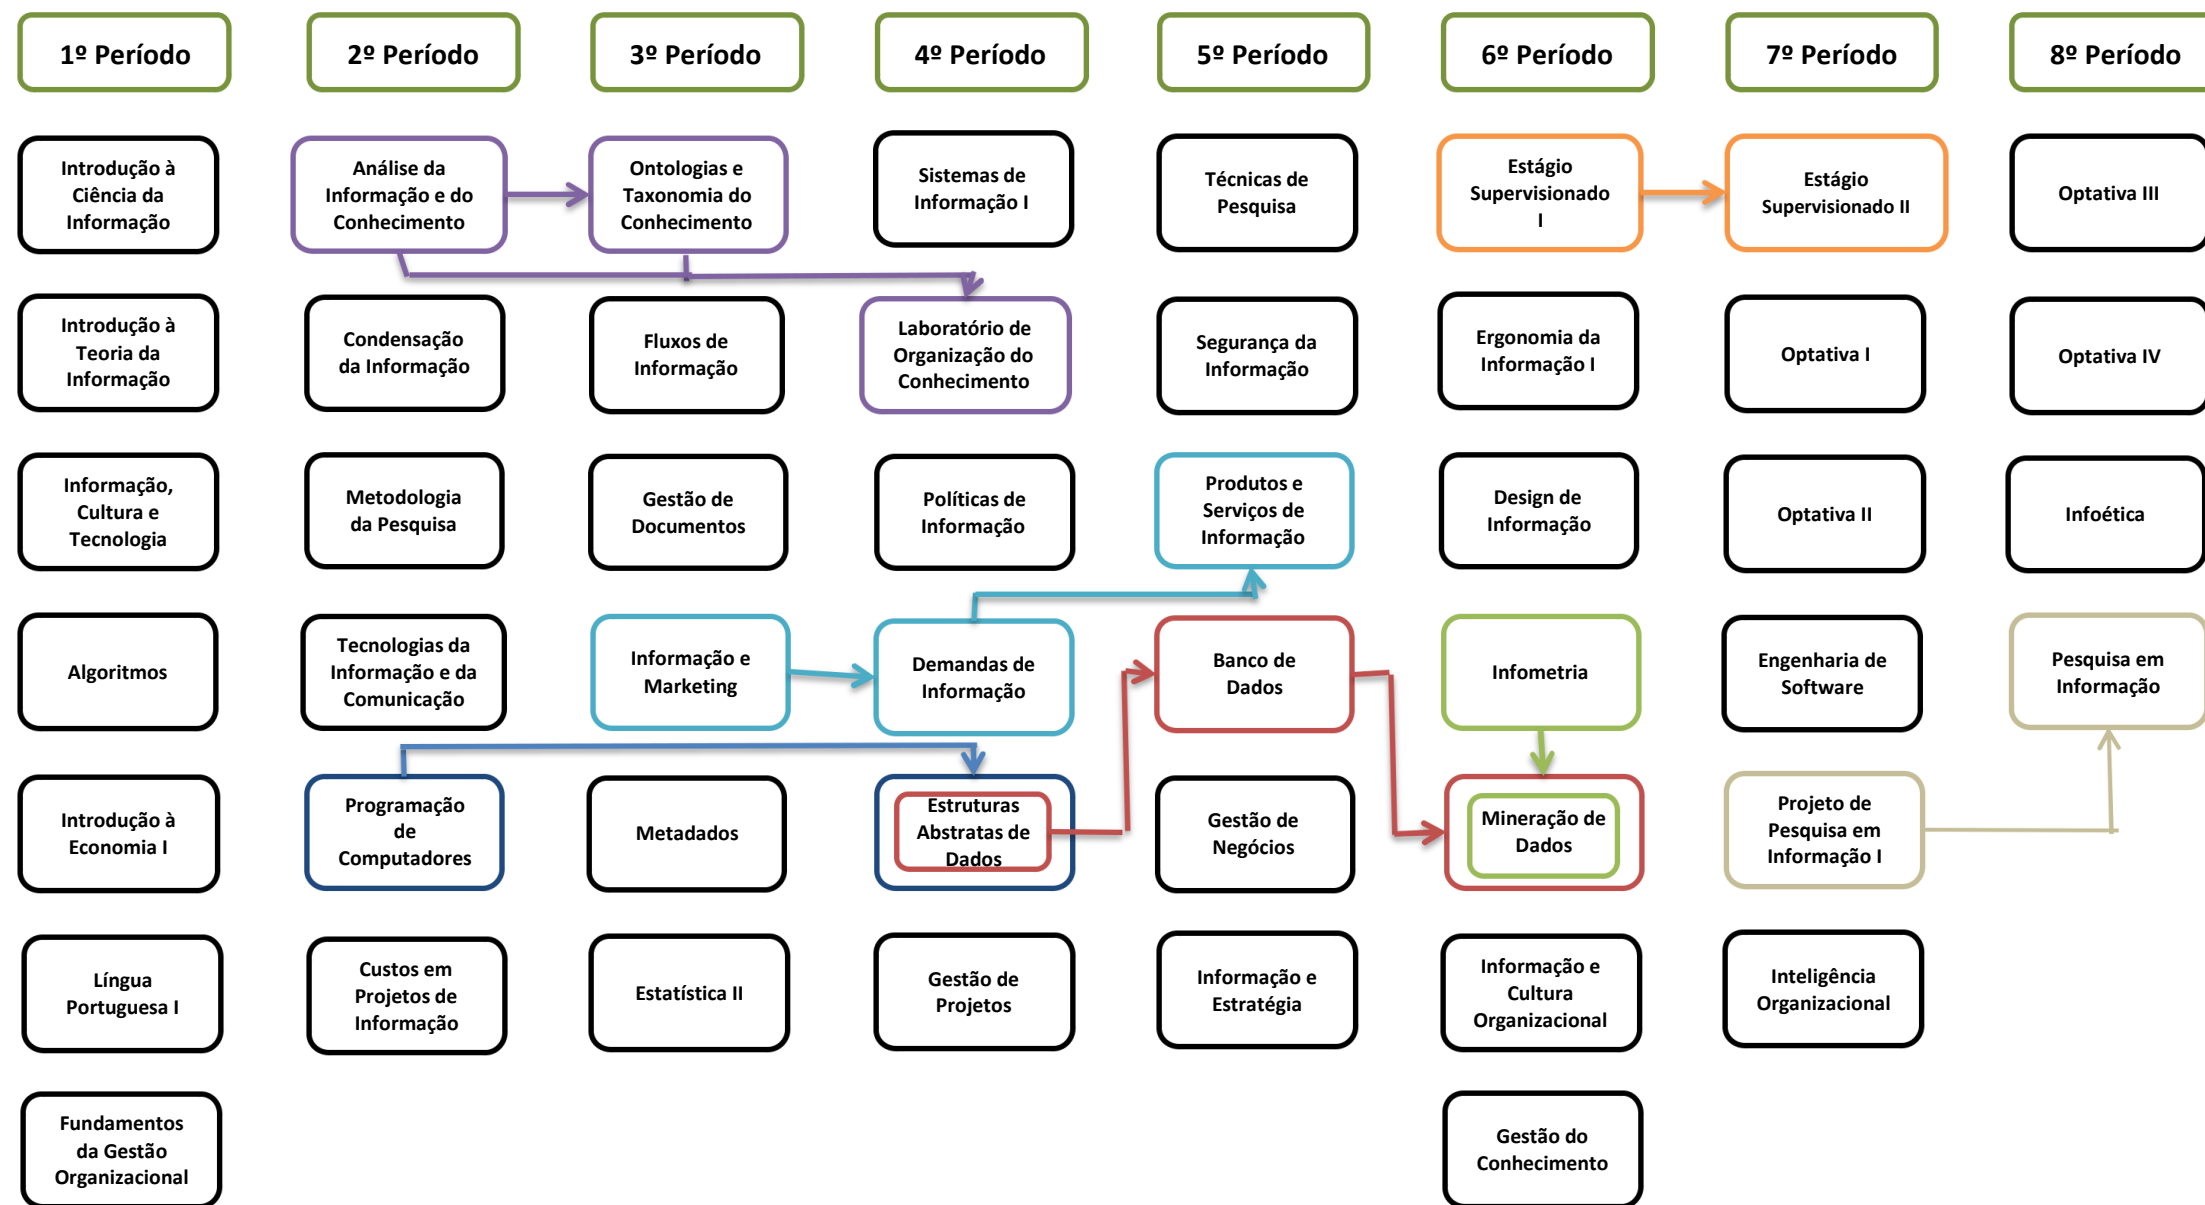 1º Período
2º Período
3º Período
4º Período
5º Período
6º Período
7º Período
8º Período
Introdução à
Ciência da
Informação
Análise da
Informação e do
Conhecimento
Ontologias e
Taxonomia do
Conhecimento
Sistemas de
Informação I
Técnicas de
Pesquisa
Estágio
Supervisionado
I
Estágio
Supervisionado II
Optativa III
Introdução à
Teoria da
Informação
Condensação
da Informação
Fluxos de
Informação
Laboratório de
Organização do
Conhecimento
Segurança da
Informação
Ergonomia da
Informação I
Optativa I
Optativa IV
Informação,
Cultura e
Tecnologia
Metodologia
da Pesquisa
Gestão de
Documentos
Políticas de
Informação
Produtos e
Serviços de
Informação
Design de
Informação
Optativa II
Infoética
Algoritmos
Tecnologias da
Informação e da
Comunicação
Informação e
Marketing
Demandas de
Informação
Banco de
Dados
Infometria
Engenharia de
Software
Pesquisa em
Informação
Introdução à
Economia I
Programação
de
Computadores
Metadados
Estruturas
Abstratas de
Dados
Gestão de
Negócios
Mineração de
Dados
Projeto de
Pesquisa em
Informação I
Língua
Portuguesa I
Custos em
Projetos de
Informação
Estatística II
Gestão de
Projetos
Informação e
Estratégia
Informação e
Cultura
Organizacional
Inteligência
Organizacional
Fundamentos
da Gestão
Organizacional
Gestão do
Conhecimento